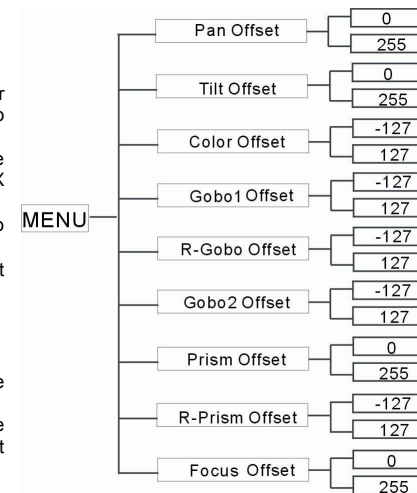 MENU
Pan Offset
0
255
Tilt Offset
0
255
Color Offset
-127
127
Gobo1 Offset
-127
127
R-Gobo Offset
-127
127
Gobo2 Offset
-127
127
Prism Offset
0
255
R-Prism Offset
-127
127
Focus Offset
0
255